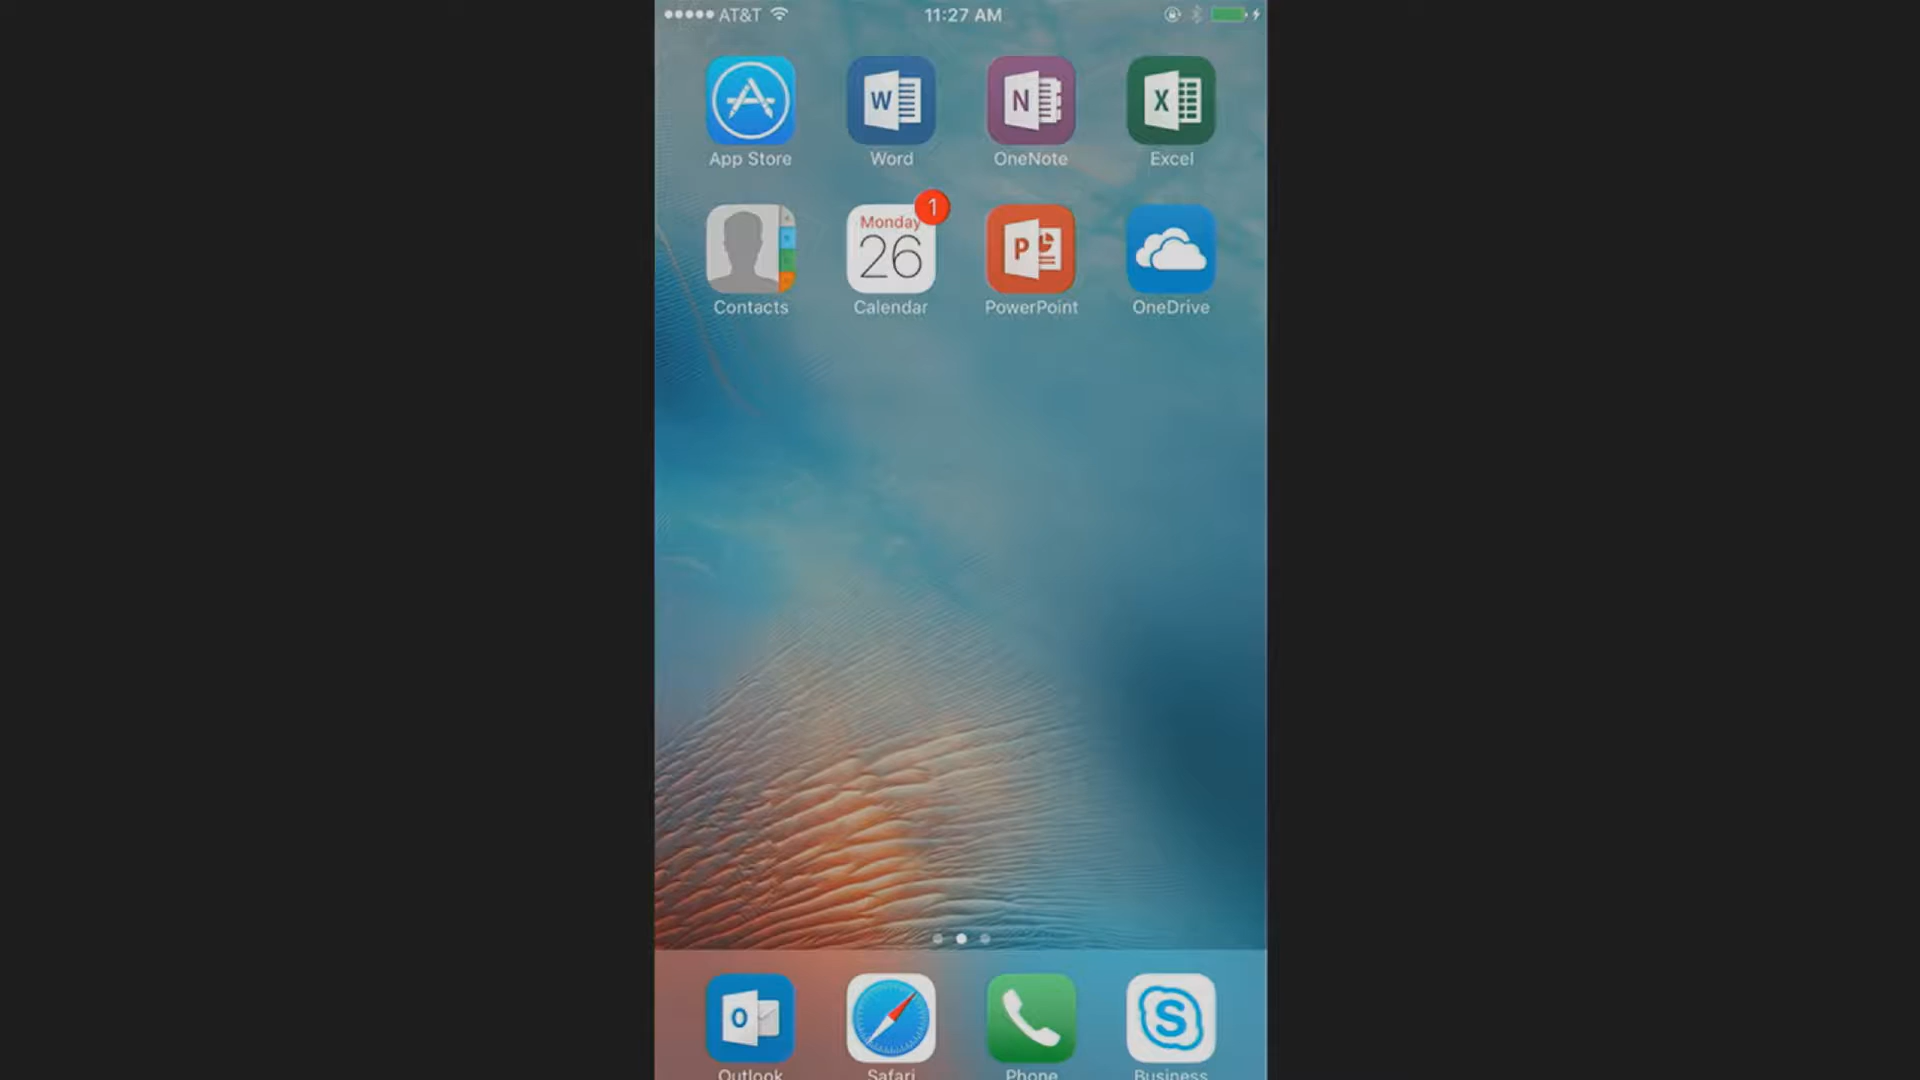 AT&T 11:27 AM
App Store Word OneNote Excel
W N X
1
Monday
26
P
Contacts Calendar PowerPoint OneDrive
O S
Outlook Safari Phone Business